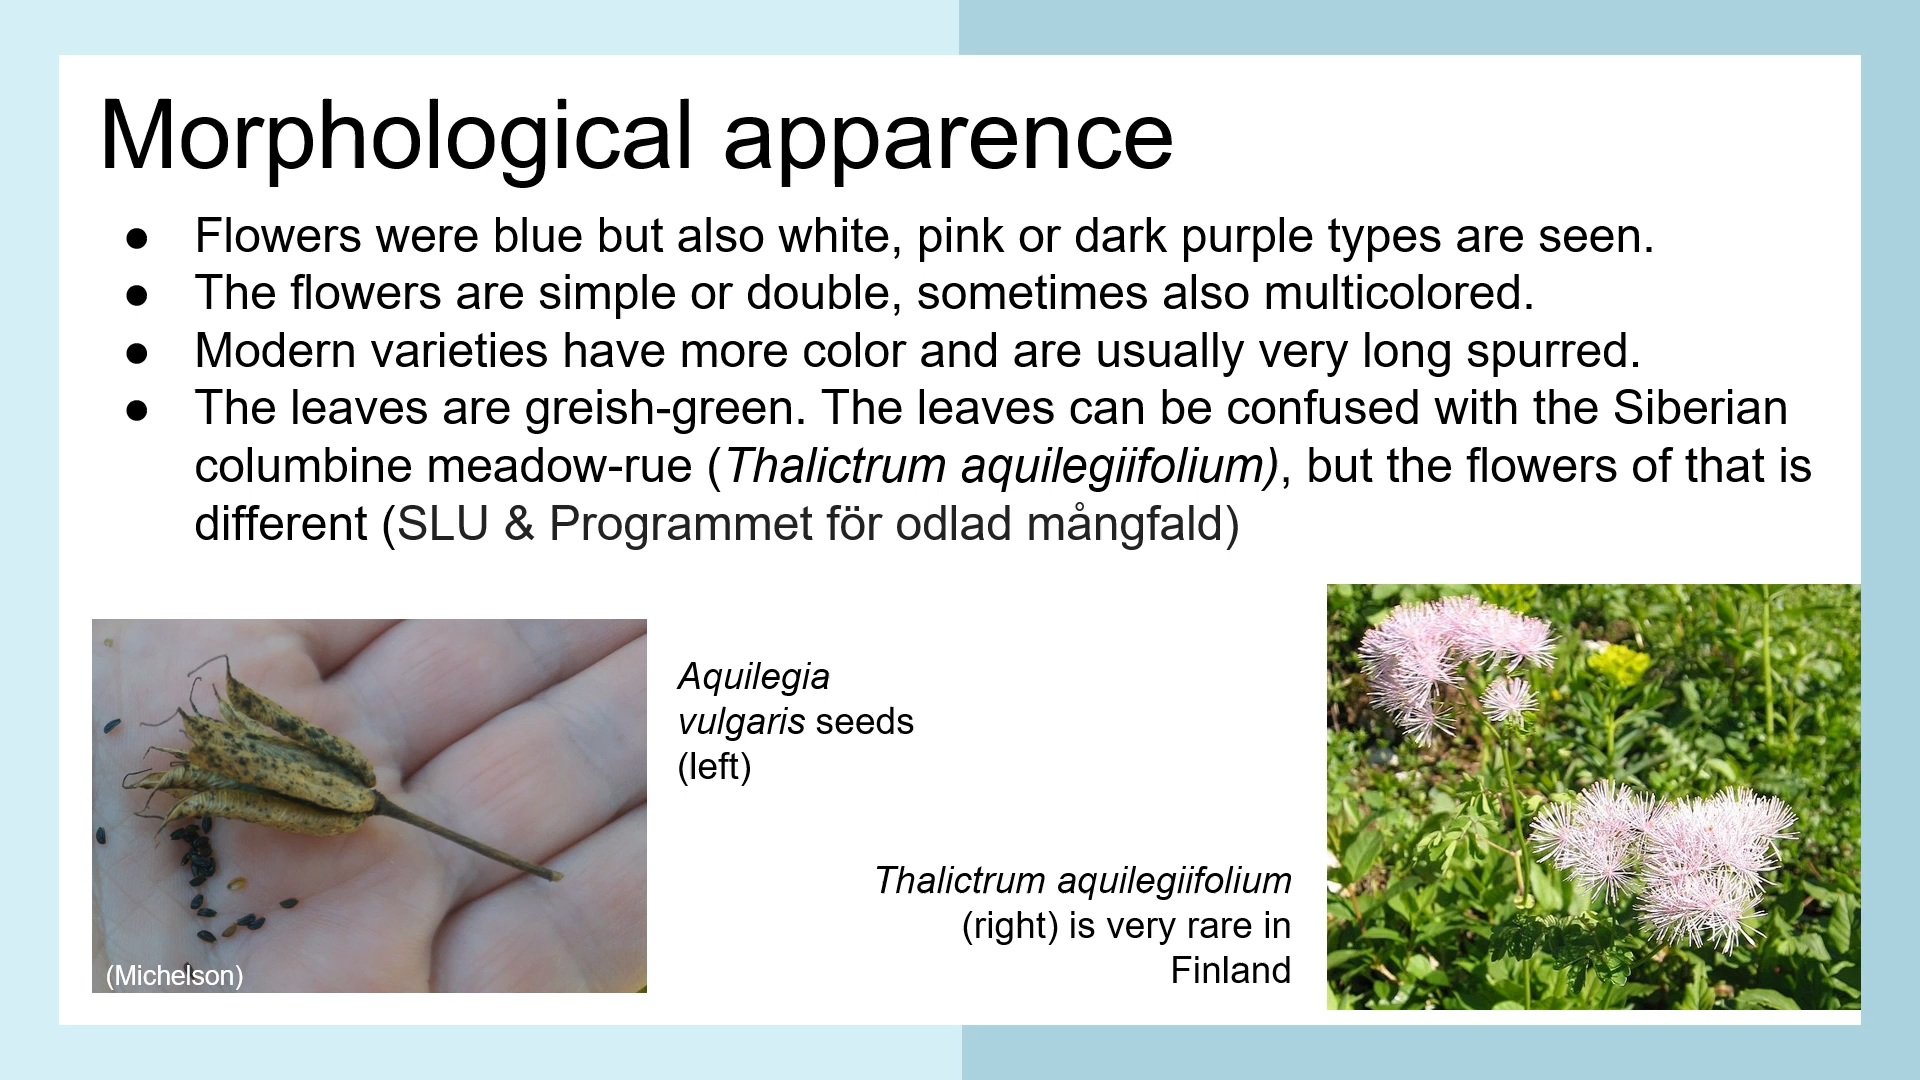 Morphological apparence
● Flowers were blue but also white, pink or dark purple types are seen.
● The flowers are simple or double, sometimes also multicolored.
● Modern varieties have more color and are usually very long spurred.
● The leaves are greish-green. The leaves can be confused with the Siberian
columbine meadow-rue (Thalictrum aquilegiifolium), but the flowers of that is
different (SLU & Programmet för odlad mångfald)
Aquilegia
vulgaris seeds
(left)
Thalictrum aquilegiifolium
(right) is very rare in
Finland
(Michelson)